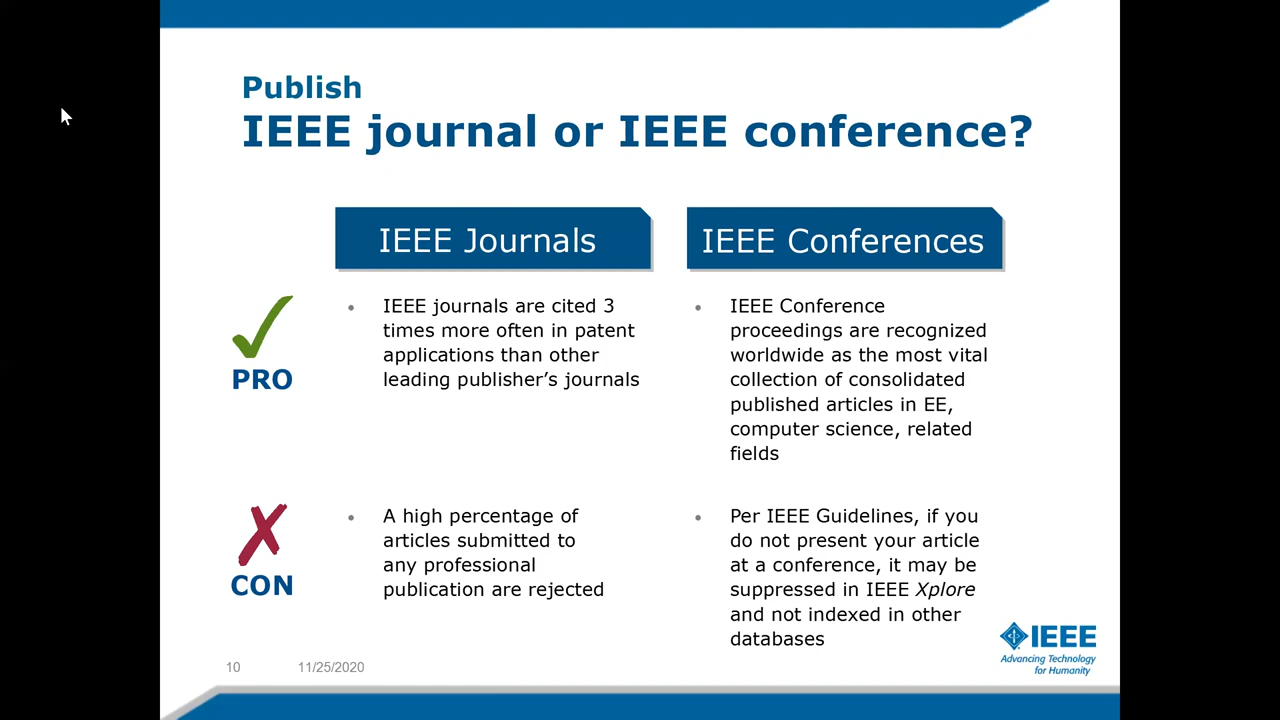 Publish
IEEE journal or IEEE conference?
IEEE Journals
IEEE Conferences
PRO
• IEEE journals are cited 3
times more often in patent
applications than other
leading publisher’s journals
• IEEE Conference
proceedings are recognized
worldwide as the most vital
collection of consolidated
published articles in EE,
computer science, related
fields
CON
• A high percentage of
articles submitted to
any professional
publication are rejected
• Per IEEE Guidelines, if you
do not present your article
at a conference, it may be
suppressed in IEEE Xplore
and not indexed in other
databases
10
11/25/2020
IEEE
Advancing Technology
for Humanity